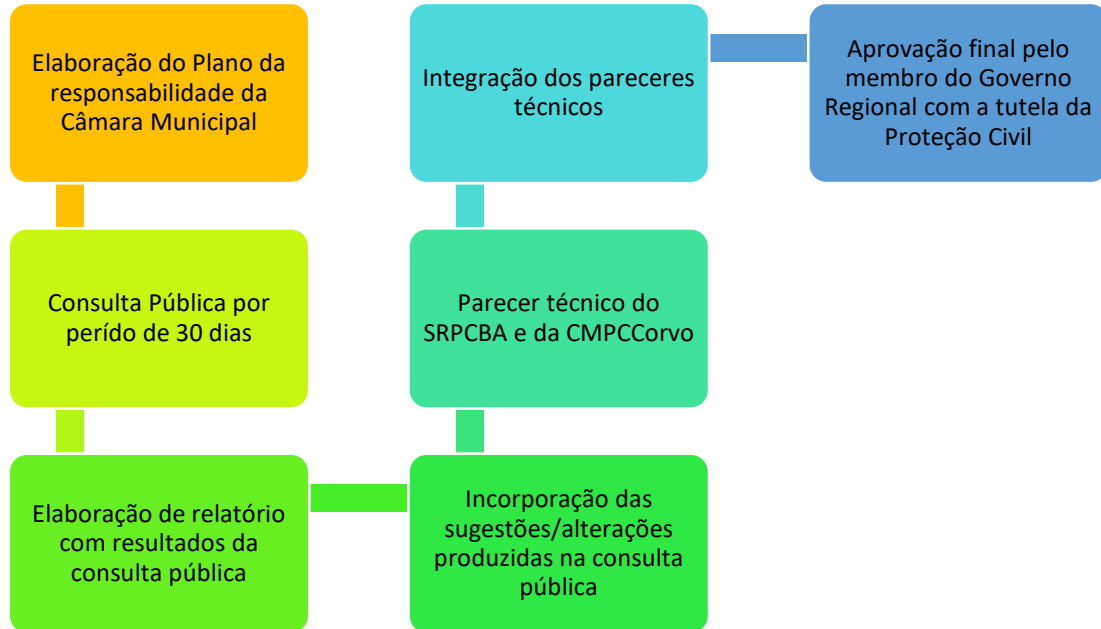 Elaboração do Plano da
responsabilidade da
Câmara Municipal
Consulta Pública por
perído de 30 dias
Elaboração de relatório
com resultados da
consulta pública
Incorporação das
sugestões/alterações
produzidas na consulta
pública
Parecer técnico do
SRPCBA e da CMPCCorvo
Integração dos pareceres
técnicos
Aprovação final pelo
membro do Governo
Regional com a tutela da
Proteção Civil